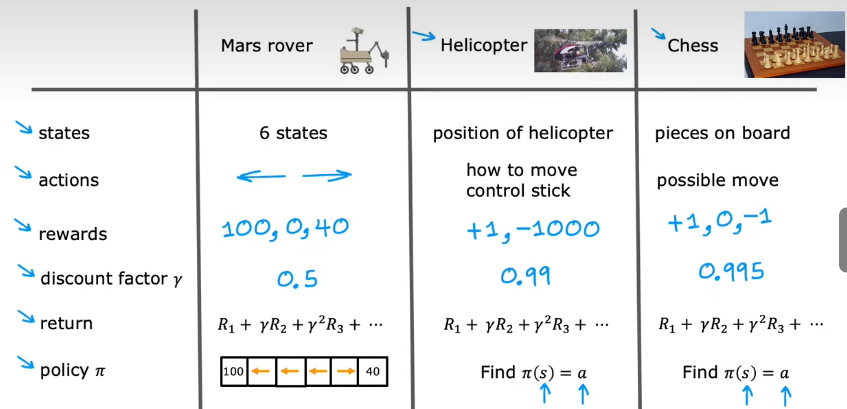 Mars rover Helicopter Chess
states 6 states position of helicopter pieces on board
actions ← → how to move control stick possible move
rewards 100, 0, 40 +1, -1000 +1, 0, -1
discount factor γ 0.5 0.99 0.995
return R₁ + γR₂ + γ²R₃ + ⋯ R₁ + γR₂ + γ²R₃ + ⋯ R₁ + γR₂ + γ²R₃ + ⋯
policy π 100 ← ← ← → 40 Find π(s) = a Find π(s) = a